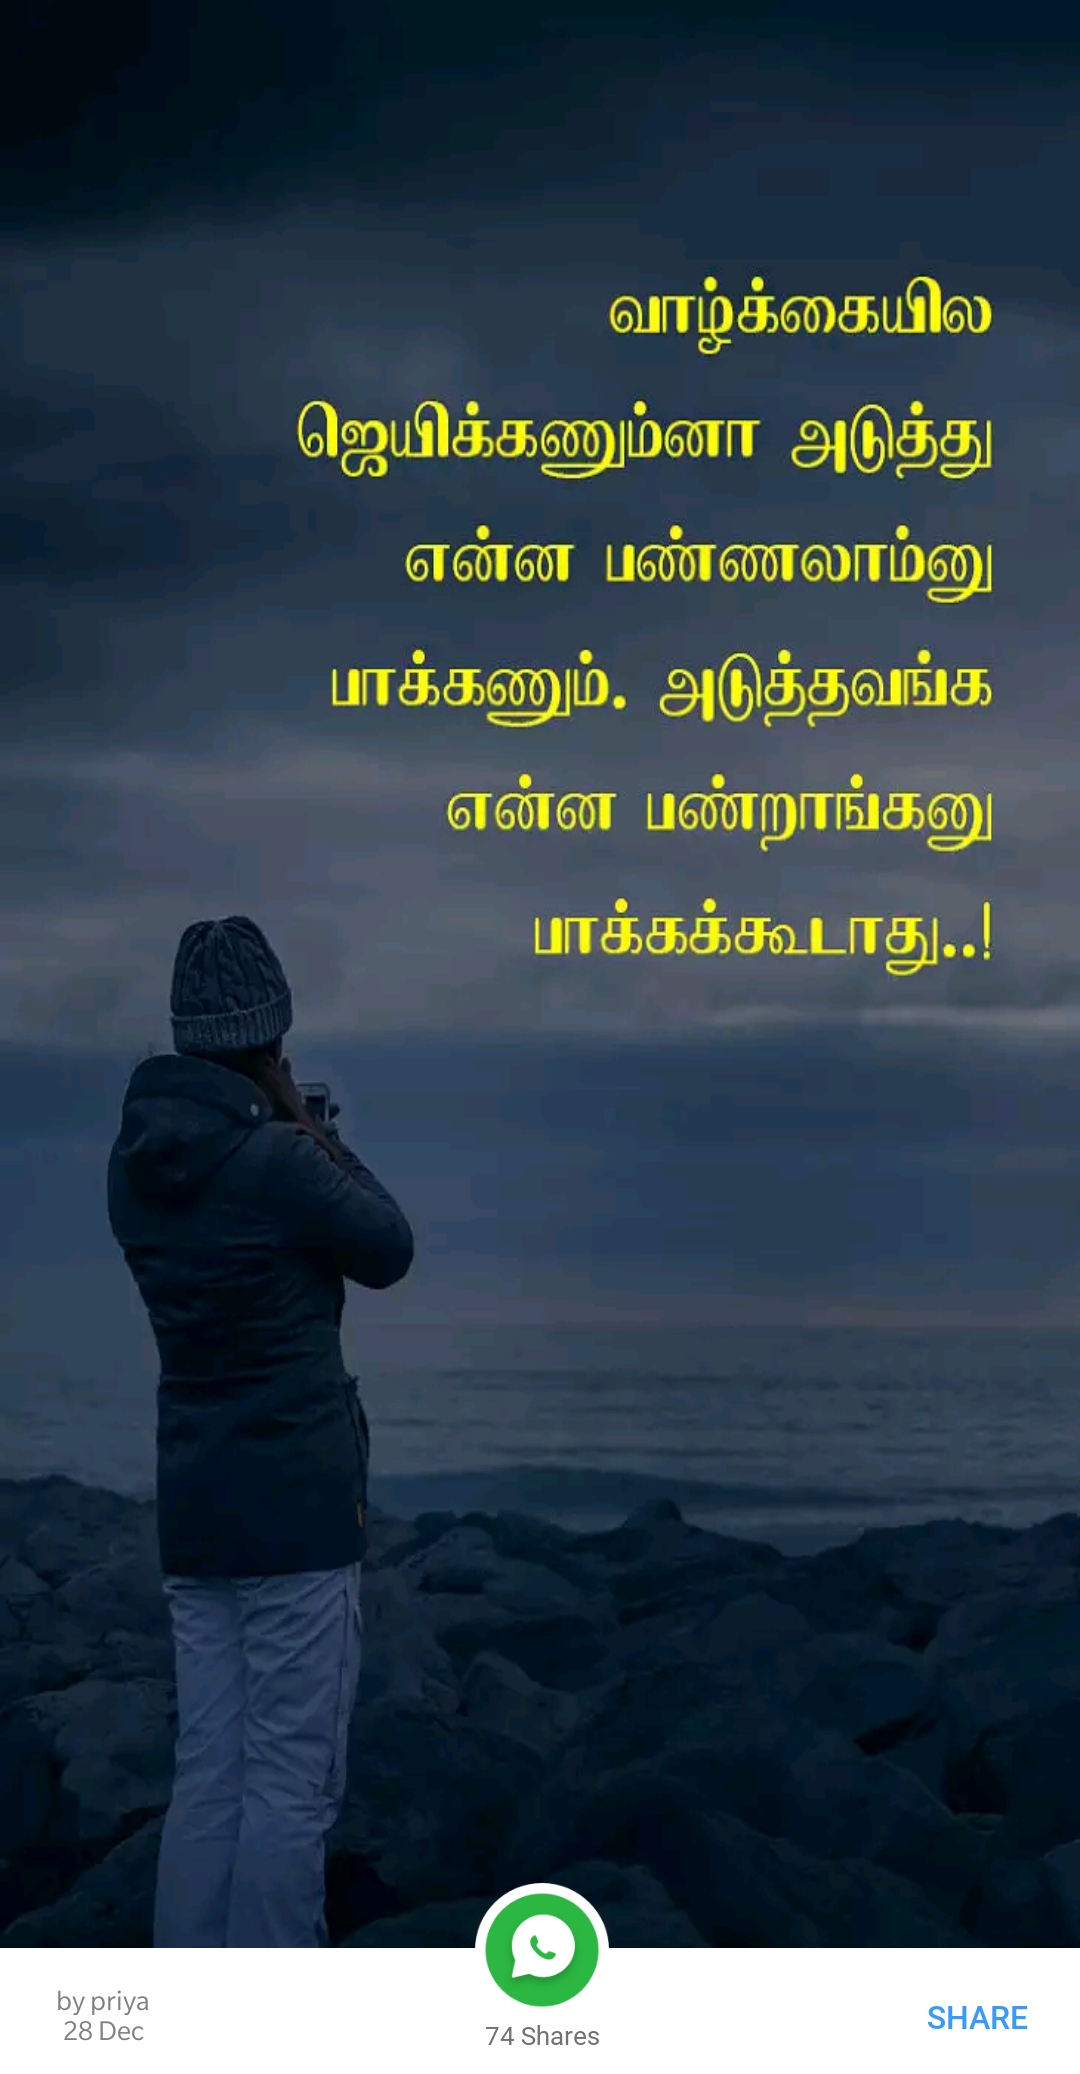 வாழ்க்கையில
ஜெயிக்கணும்னா அடுத்து
என்ன பண்ணலாம்னு
பாக்கணும். அடுத்தவங்க
என்ன பண்றாங்கனு
பாக்கக்கூடாது..!
by priya
28 Dec
74 Shares
SHARE